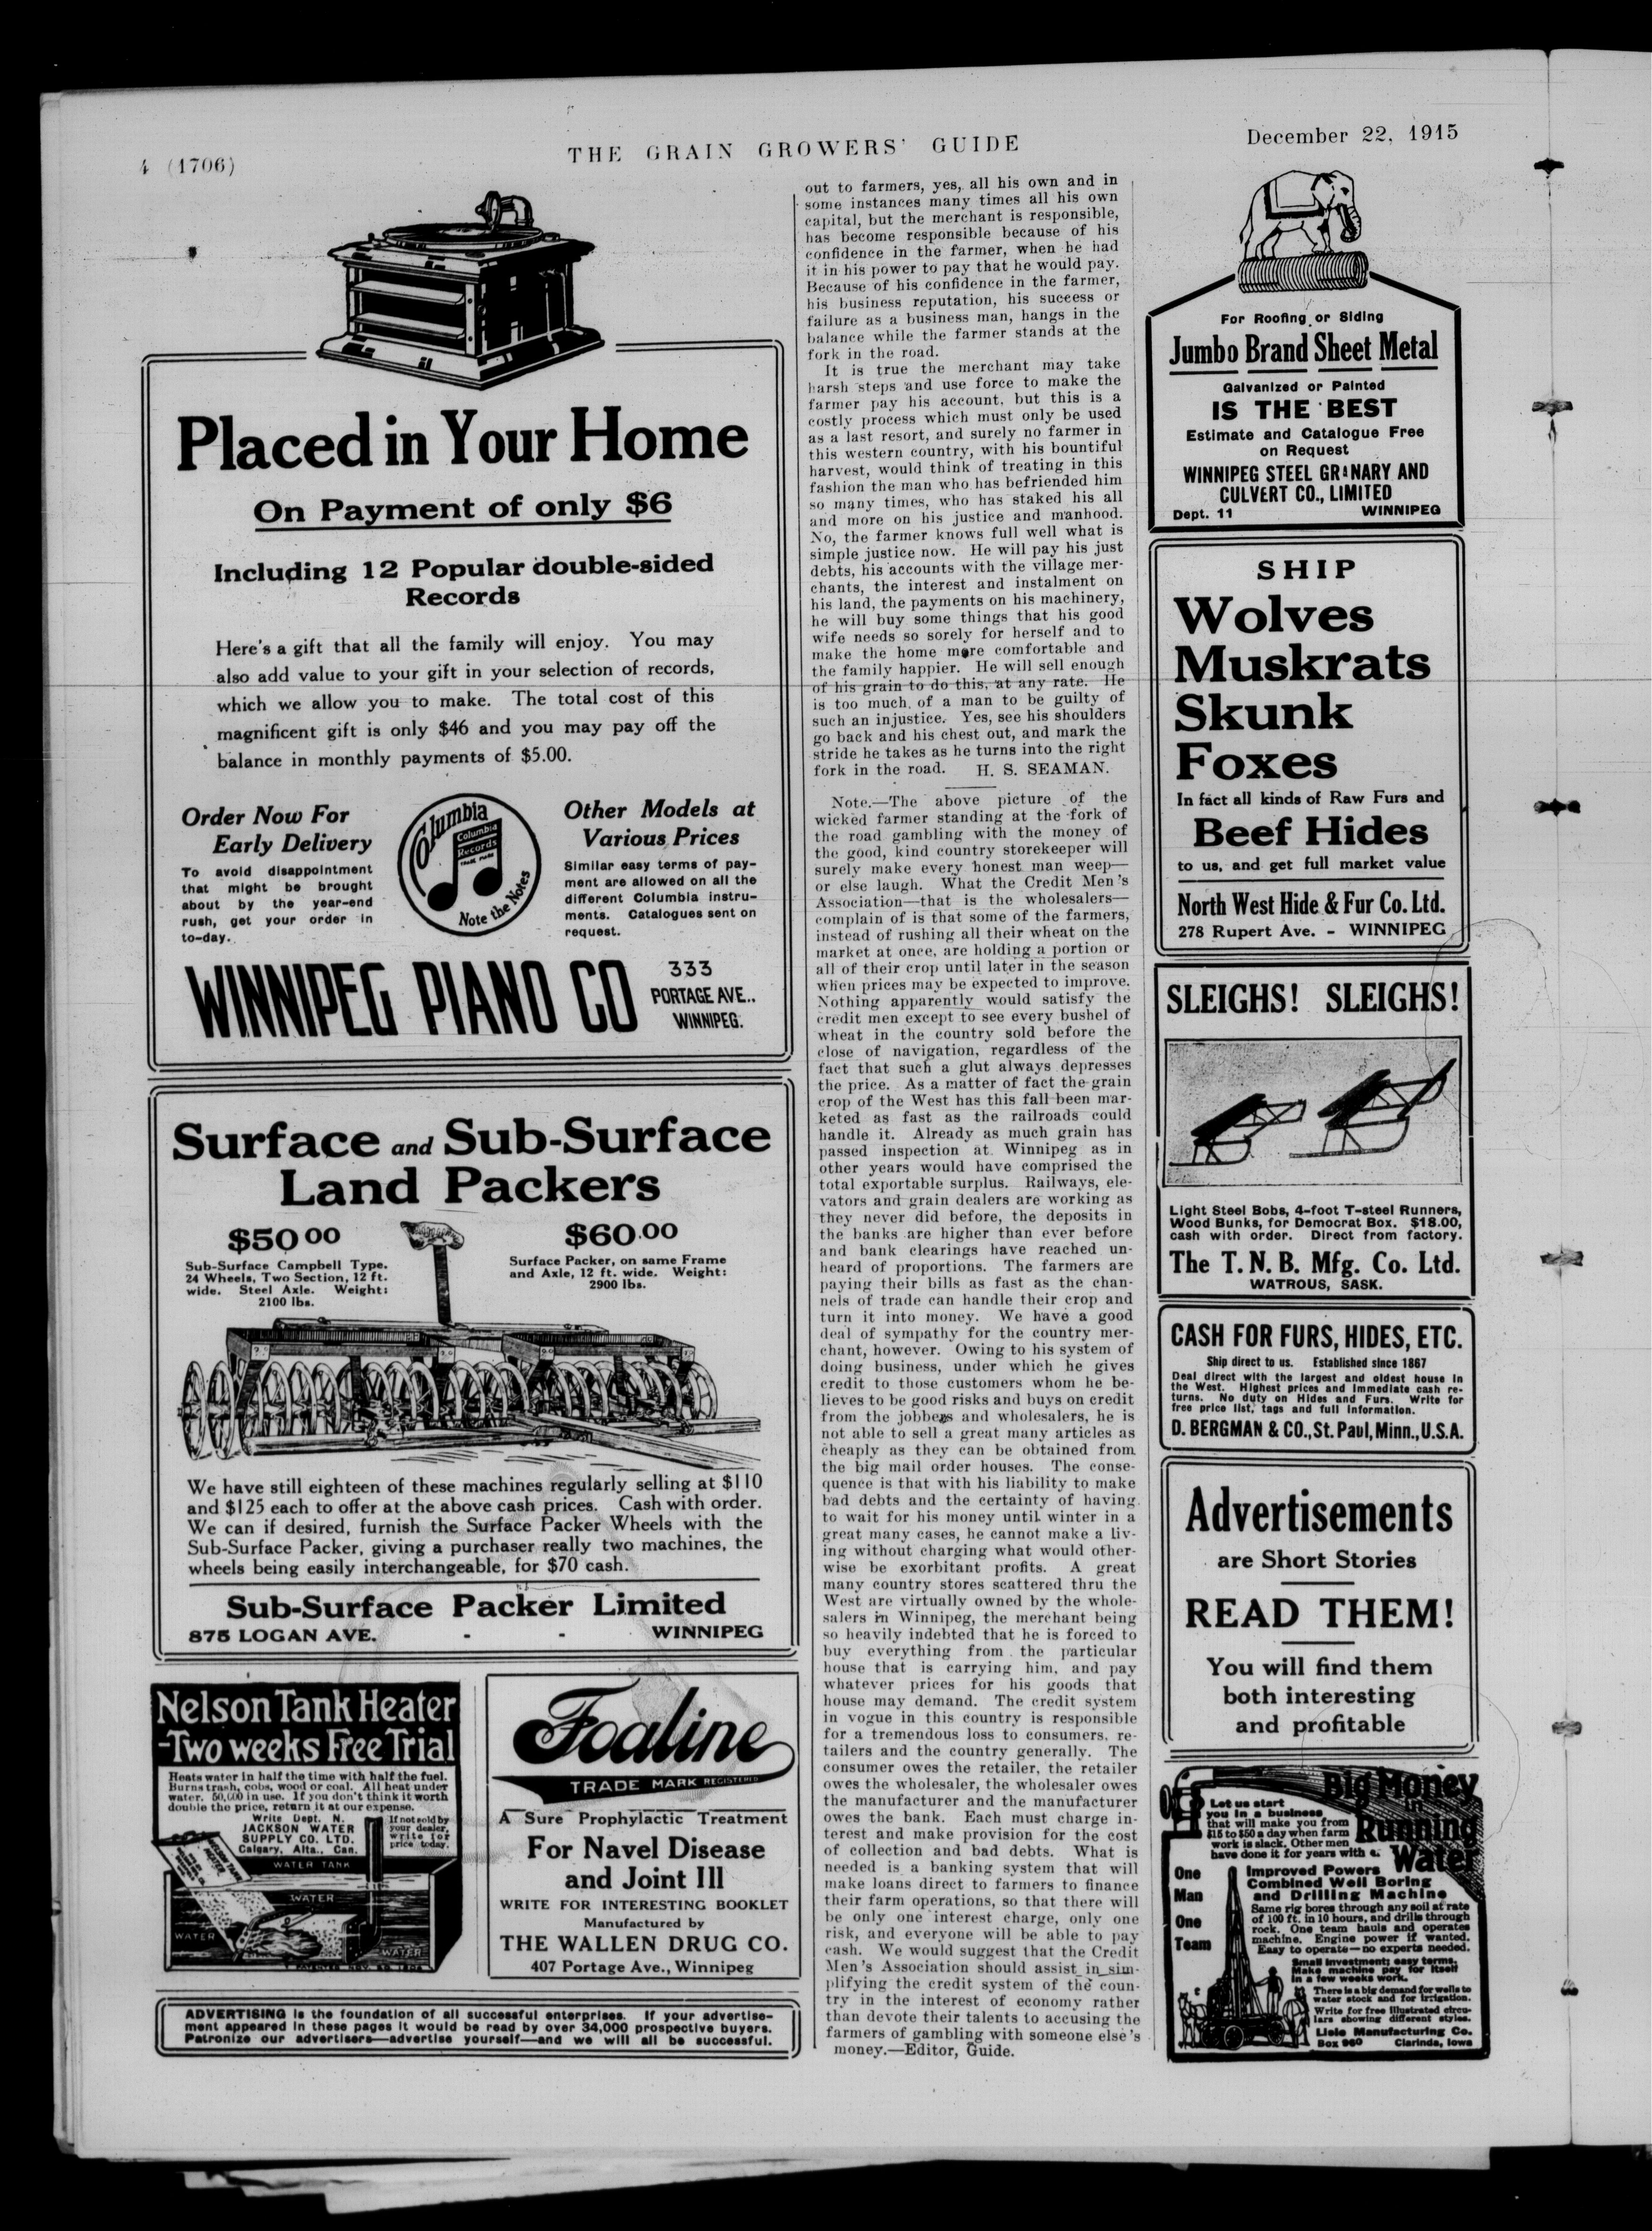 4 (1706)
THE GRAIN GROWERS' GUIDE
December 22, 1915
Placed in Your Home
On Payment of only $6
Including 12 Popular double-sided
Records
Here's a gift that all the family will enjoy. You may
also add value to your gift in your selection of records,
which we allow you to make. The total cost of this
magnificent gift is only $46 and you may pay off the
balance in monthly payments of $5.00.
Order Now For
Early Delivery
To avoid disappointment
that might be brought
about by the year-end
rush, get your order in
to-day.
Columbia
Columbia
Records
Note the Notes
Other Models at
Various Prices
Similar easy terms of pay-
ment are allowed on all the
different Columbia instru-
ments. Catalogues sent on
request.
WINNIPEG PIANO CO
333
PORTAGE AVE..
WINNIPEG.
Surface and Sub-Surface
Land Packers
$50.00
Sub-Surface Campbell Type.
24 Wheels, Two Section, 12 ft.
wide. Steel Axle. Weight:
2100 lbs.
$60.00
Surface Packer, on same Frame
and Axle, 12 ft. wide. Weight:
2900 lbs.
We have still eighteen of these machines regularly selling at $110
and $125 each to offer at the above cash prices. Cash with order.
We can if desired, furnish the Surface Packer Wheels with the
Sub-Surface Packer, giving a purchaser really two machines, the
wheels being easily interchangeable, for $70 cash.
Sub-Surface Packer Limited
875 LOGAN AVE. - - WINNIPEG
Nelson Tank Heater
-Two weeks Free Trial
Heats water in half the time with half the fuel.
Burns trash, cobs, wood or coal. All heat under
water. 50,000 in use. If you don't think it worth
double the price, return it at our expense.
Write Dept. N.
JACKSON WATER
SUPPLY CO. LTD.
Calgary, Alta., Can.
If not sold by
your dealer,
write for
price today.
WATER TANK
WATER
WATER
WATER
Foaline
TRADE MARK REGISTERED
A Sure Prophylactic Treatment
For Navel Disease
and Joint Ill
WRITE FOR INTERESTING BOOKLET
Manufactured by
THE WALLEN DRUG CO.
407 Portage Ave., Winnipeg
ADVERTISING is the foundation of all successful enterprises. If your advertise-
ment appeared in these pages it would be read by over 34,000 prospective buyers.
Patronize our advertisers—advertise yourself—and we will all be successful.
out to farmers, yes, all his own and in
some instances many times all his own
capital, but the merchant is responsible,
has become responsible because of his
confidence in the farmer, when he had
it in his power to pay that he would pay.
Because of his confidence in the farmer,
his business reputation, his success or
failure as a business man, hangs in the
balance while the farmer stands at the
fork in the road.
It is true the merchant may take
harsh steps and use force to make the
farmer pay his account, but this is a
costly process which must only be used
as a last resort, and surely no farmer in
this western country, with his bountiful
harvest, would think of treating in this
fashion the man who has befriended him
so many times, who has staked his all
and more on his justice and manhood.
No, the farmer knows full well what is
simple justice now. He will pay his just
debts, his accounts with the village mer-
chants, the interest and instalment on
his land, the payments on his machinery,
he will buy some things that his good
wife needs so sorely for herself and to
make the home more comfortable and
the family happier. He will sell enough
of his grain to do this, at any rate. He
is too much of a man to be guilty of
such an injustice. Yes, see his shoulders
go back and his chest out, and mark the
stride he takes as he turns into the right
fork in the road. H. S. SEAMAN.
Note.—The above picture of the
wicked farmer standing at the fork of
the road gambling with the money of
the good, kind country storekeeper will
surely make every honest man weep—
or else laugh. What the Credit Men's
Association—that is the wholesalers—
complain of is that some of the farmers,
instead of rushing all their wheat on the
market at once, are holding a portion or
all of their crop until later in the season
when prices may be expected to improve.
Nothing apparently would satisfy the
credit men except to see every bushel of
wheat in the country sold before the
close of navigation, regardless of the
fact that such a glut always depresses
the price. As a matter of fact the grain
crop of the West has this fall been mar-
keted as fast as the railroads could
handle it. Already as much grain has
passed inspection at Winnipeg as in
other years would have comprised the
total exportable surplus. Railways, ele-
vators and grain dealers are working as
they never did before, the deposits in
the banks are higher than ever before
and bank clearings have reached un-
heard of proportions. The farmers are
paying their bills as fast as the chan-
nels of trade can handle their crop and
turn it into money. We have a good
deal of sympathy for the country mer-
chant, however. Owing to his system of
doing business, under which he gives
credit to those customers whom he be-
lieves to be good risks and buys on credit
from the jobbers and wholesalers, he is
not able to sell a great many articles as
cheaply as they can be obtained from
the big mail order houses. The conse-
quence is that with his liability to make
bad debts and the certainty of having
to wait for his money until winter in a
great many cases, he cannot make a liv-
ing without charging what would other-
wise be exorbitant profits. A great
many country stores scattered thru the
West are virtually owned by the whole-
salers in Winnipeg, the merchant being
so heavily indebted that he is forced to
buy everything from the particular
house that is carrying him, and pay
whatever prices for his goods that
house may demand. The credit system
in vogue in this country is responsible
for a tremendous loss to consumers, re-
tailers and the country generally. The
consumer owes the retailer, the retailer
owes the wholesaler, the wholesaler owes
the manufacturer and the manufacturer
owes the bank. Each must charge in-
terest and make provision for the cost
of collection and bad debts. What is
needed is a banking system that will
make loans direct to farmers to finance
their farm operations, so that there will
be only one interest charge, only one
risk, and everyone will be able to pay
cash. We would suggest that the Credit
Men's Association should assist in sim-
plifying the credit system of the coun-
try in the interest of economy rather
than devote their talents to accusing the
farmers of gambling with someone else's
money.—Editor, Guide.
For Roofing or Siding
Jumbo Brand Sheet Metal
Galvanized or Painted
IS THE BEST
Estimate and Catalogue Free
on Request
WINNIPEG STEEL GRANARY AND
CULVERT CO., LIMITED
Dept. 11 WINNIPEG
SHIP
Wolves
Muskrats
Skunk
Foxes
In fact all kinds of Raw Furs and
Beef Hides
to us, and get full market value
North West Hide & Fur Co. Ltd.
278 Rupert Ave. - WINNIPEG
SLEIGHS! SLEIGHS!
Light Steel Bobs, 4-foot T-steel Runners,
Wood Bunks, for Democrat Box. $18.00,
cash with order. Direct from factory.
The T. N. B. Mfg. Co. Ltd.
WATROUS, SASK.
CASH FOR FURS, HIDES, ETC.
Ship direct to us. Established since 1867
Deal direct with the largest and oldest house in
the West. Highest prices and immediate cash re-
turns. No duty on Hides and Furs. Write for
free price list, tags and full information.
D. BERGMAN & CO., St. Paul, Minn., U.S.A.
Advertisements
are Short Stories
READ THEM!
You will find them
both interesting
and profitable
Big Money
in
Running
Water
Let us start
you in a business
that will make you from
$15 to $50 a day when farm
work is slack. Other men
have done it for years with a
Improved Powers
Combined Well Boring
and Drilling Machine
One
Man
One
Team
Same rig bores through any soil at rate
of 100 ft. in 10 hours, and drills through
rock. One team hauls and operates
machine. Engine power if wanted.
Easy to operate—no experts needed.
Small investment; easy terms.
Make machine pay for itself
in a few weeks work.
There is a big demand for wells to
water stock and for irrigation.
Write for free illustrated circu-
lars showing different styles.
Lisle Manufacturing Co.
Box 960 Clarinda, Iowa